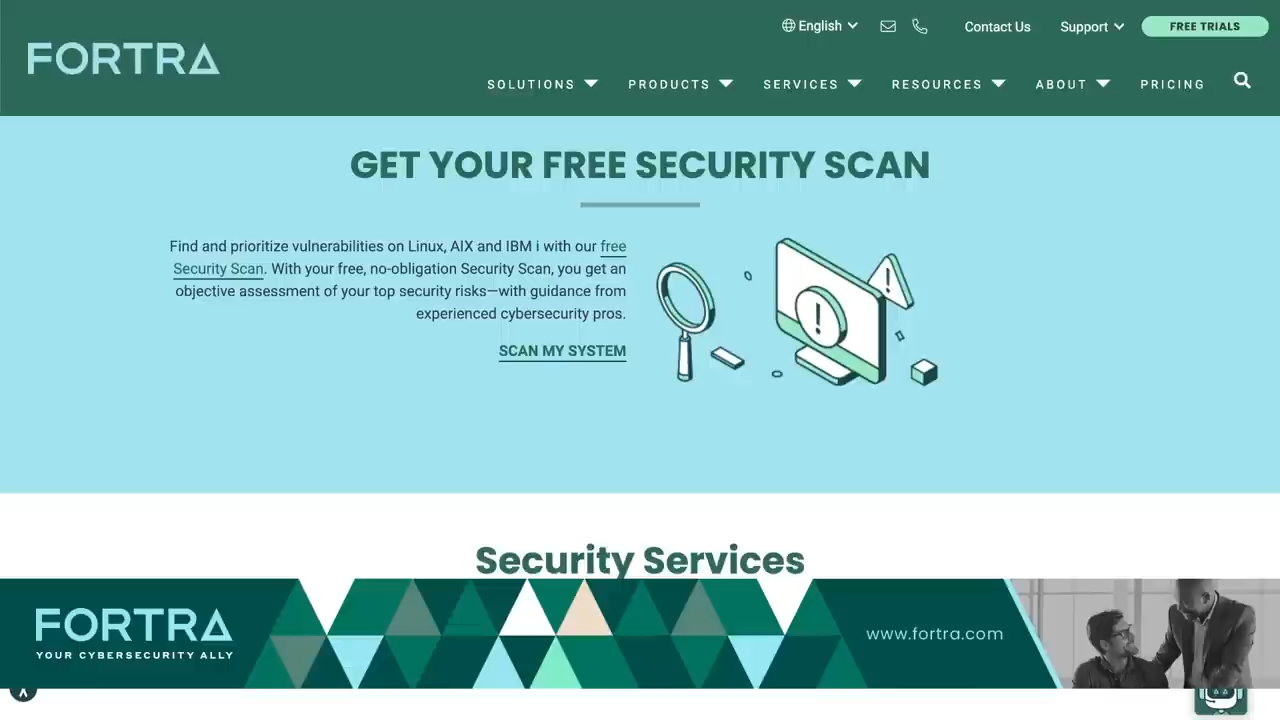 FORTRA
English
Contact Us
Support
FREE TRIALS
SOLUTIONS
PRODUCTS
SERVICES
RESOURCES
ABOUT
PRICING
GET YOUR FREE SECURITY SCAN
Find and prioritize vulnerabilities on Linux, AIX and IBM i with our free
Security Scan. With your free, no-obligation Security Scan, you get an
objective assessment of your top security risks—with guidance from
experienced cybersecurity pros.
SCAN MY SYSTEM
Security Services
FORTRA
YOUR CYBERSECURITY ALLY
www.fortra.com